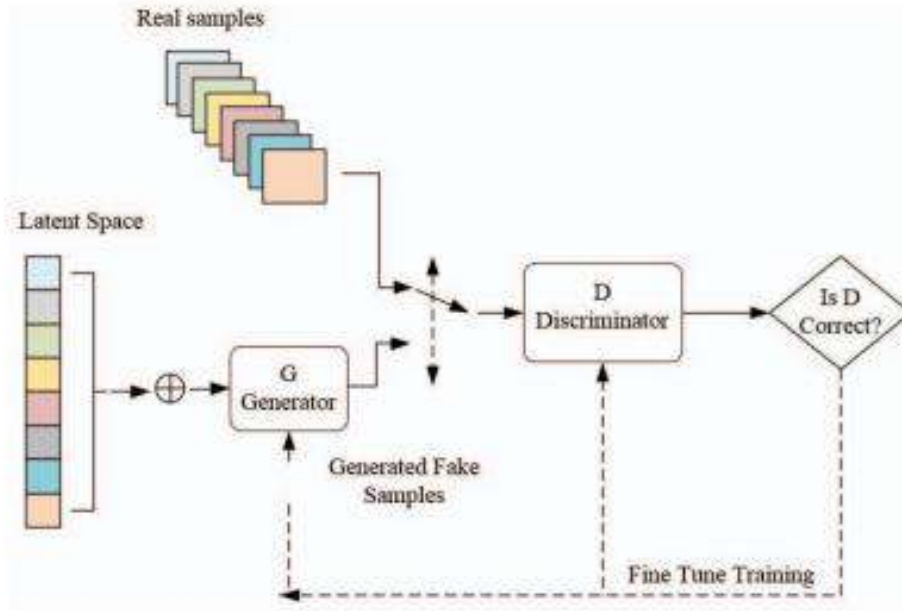 Real samples
Latent Space
D
Discriminator
Is D
Correct?
G
Generator
Generated Fake
Samples
Fine Tune Training